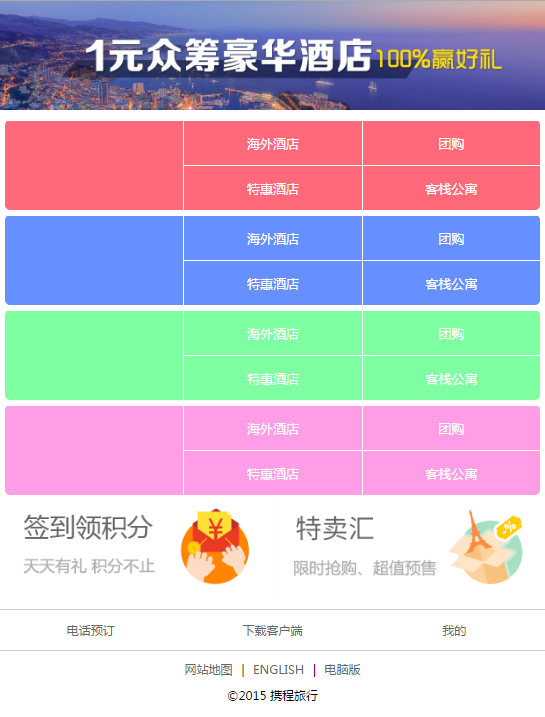 1元众筹豪华酒店100%赢好礼
海外酒店 团购
特惠酒店 客栈公寓
海外酒店 团购
特惠酒店 客栈公寓
海外酒店 团购
特惠酒店 客栈公寓
海外酒店 团购
特惠酒店 客栈公寓
签到领积分
天天有礼 积分不止
特卖汇
限时抢购、超值预售
电话预订 下载客户端 我的
网站地图 | ENGLISH | 电脑版
©2015 携程旅行